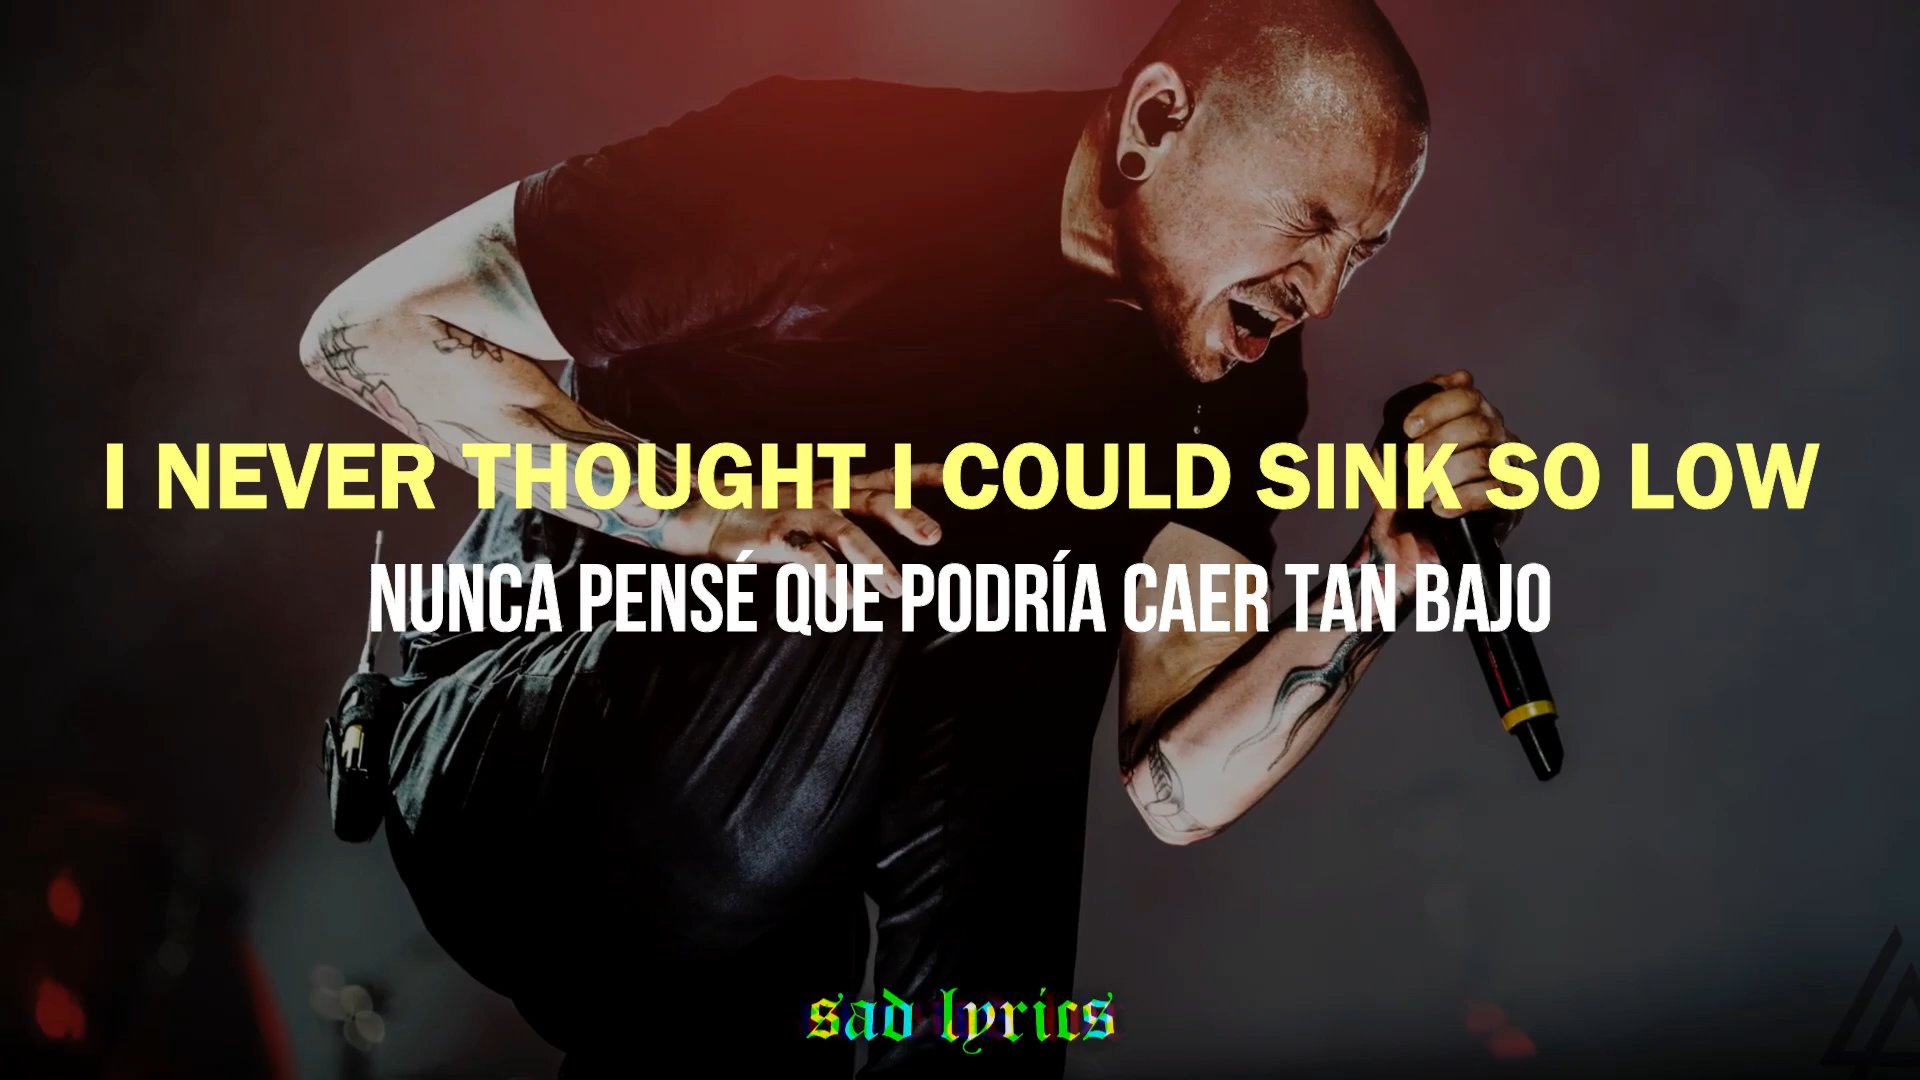 I NEVER THOUGHT I COULD SINK SO LOW
NUNCA PENSÉ QUE PODRÍA CAER TAN BAJO
sad lyrics